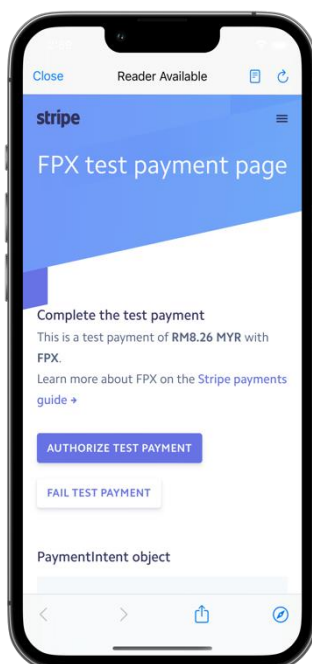 Close
Reader Available
stripe
FPX test payment page
Complete the test payment
This is a test payment of RM8.26 MYR with
FPX.
Learn more about FPX on the Stripe payments
guide →
AUTHORIZE TEST PAYMENT
FAIL TEST PAYMENT
PaymentIntent object